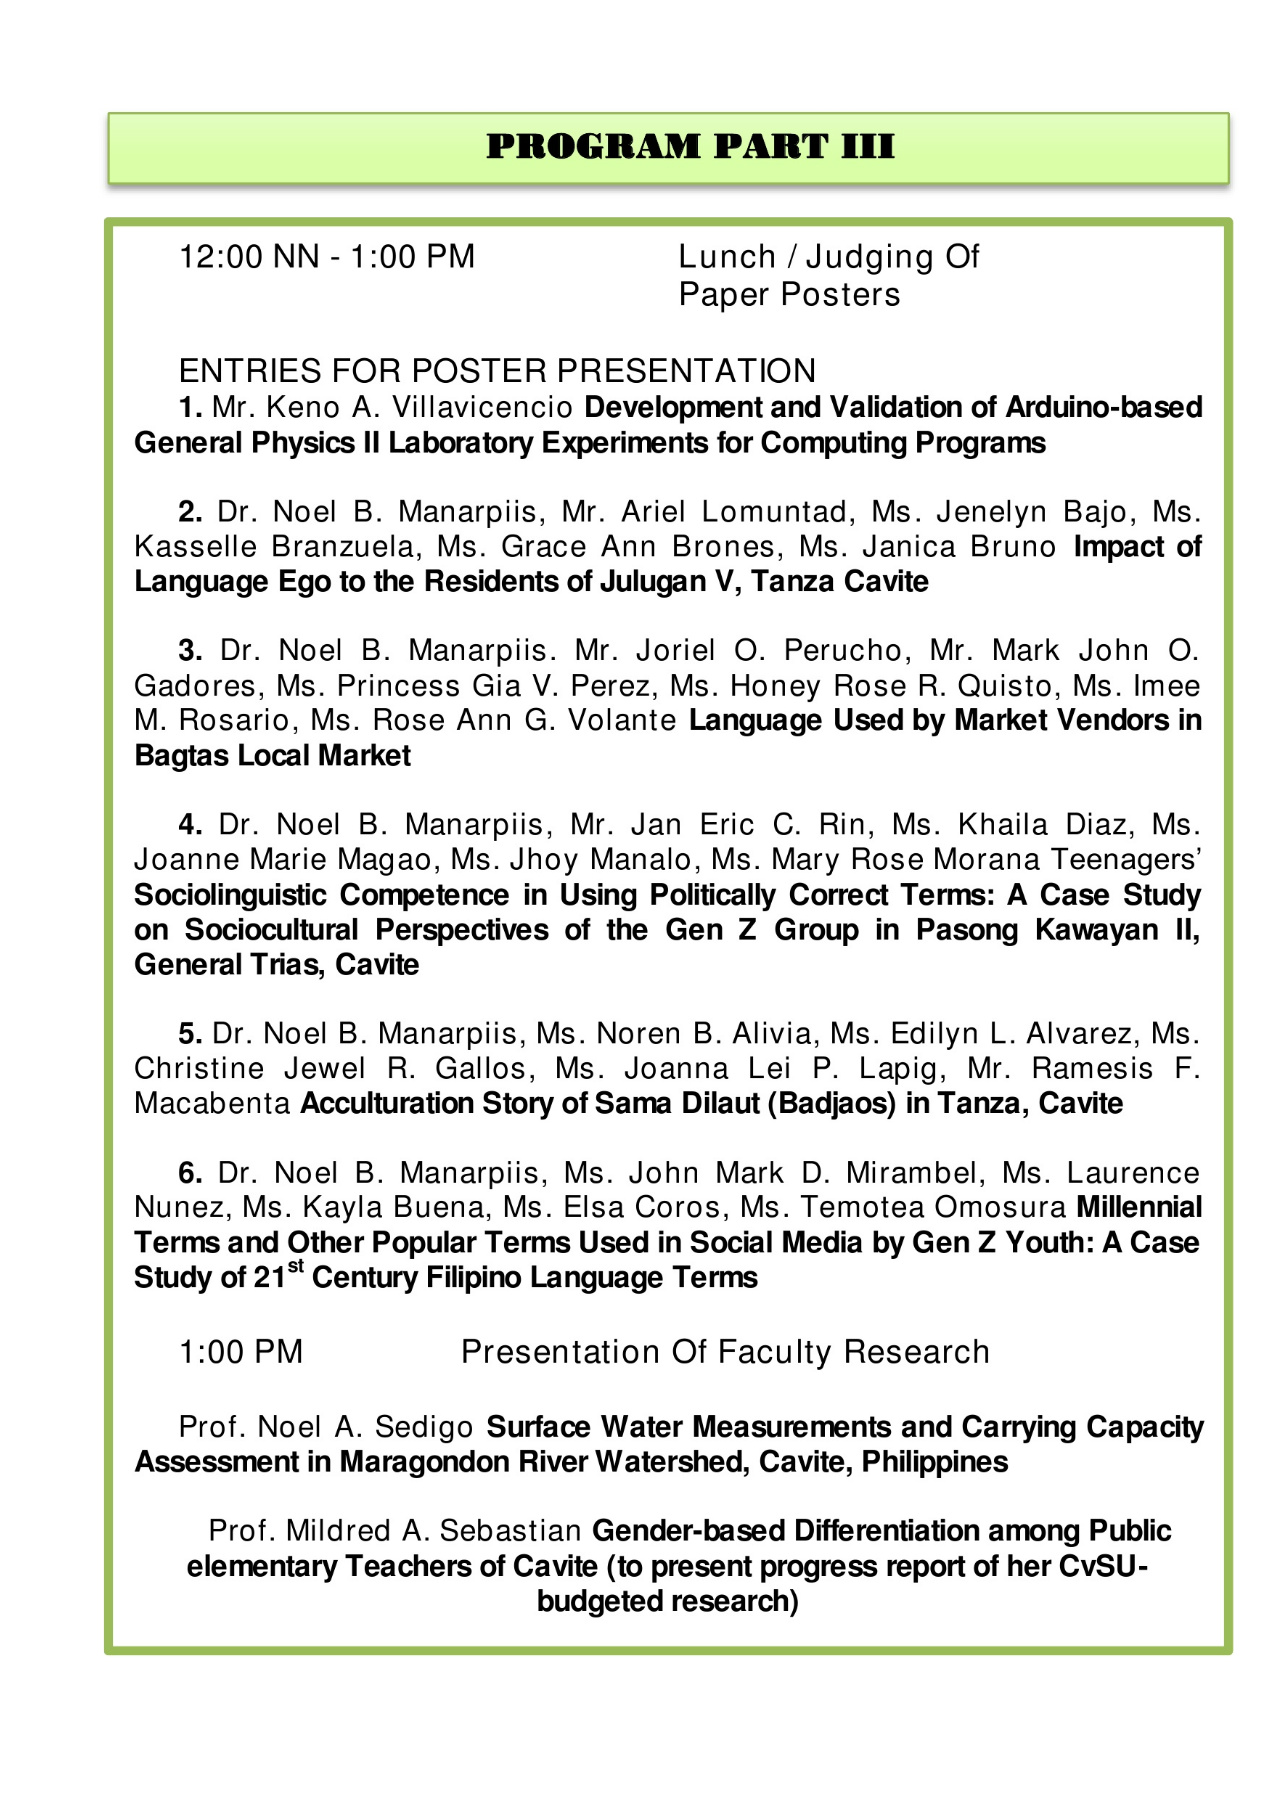 PROGRAM PART III
12:00 NN - 1:00 PM Lunch / Judging Of
Paper Posters
ENTRIES FOR POSTER PRESENTATION
1. Mr. Keno A. Villavicencio Development and Validation of Arduino-based
General Physics II Laboratory Experiments for Computing Programs
2. Dr. Noel B. Manarpiis, Mr. Ariel Lomuntad, Ms. Jenelyn Bajo, Ms.
Kasselle Branzuela, Ms. Grace Ann Brones, Ms. Janica Bruno Impact of
Language Ego to the Residents of Julugan V, Tanza Cavite
3. Dr. Noel B. Manarpiis. Mr. Joriel O. Perucho, Mr. Mark John O.
Gadores, Ms. Princess Gia V. Perez, Ms. Honey Rose R. Quisto, Ms. Imee
M. Rosario, Ms. Rose Ann G. Volante Language Used by Market Vendors in
Bagtas Local Market
4. Dr. Noel B. Manarpiis, Mr. Jan Eric C. Rin, Ms. Khaila Diaz, Ms.
Joanne Marie Magao, Ms. Jhoy Manalo, Ms. Mary Rose Morana Teenagers’
Sociolinguistic Competence in Using Politically Correct Terms: A Case Study
on Sociocultural Perspectives of the Gen Z Group in Pasong Kawayan II,
General Trias, Cavite
5. Dr. Noel B. Manarpiis, Ms. Noren B. Alivia, Ms. Edilyn L. Alvarez, Ms.
Christine Jewel R. Gallos, Ms. Joanna Lei P. Lapig, Mr. Ramesis F.
Macabenta Acculturation Story of Sama Dilaut (Badjaos) in Tanza, Cavite
6. Dr. Noel B. Manarpiis, Ms. John Mark D. Mirambel, Ms. Laurence
Nunez, Ms. Kayla Buena, Ms. Elsa Coros, Ms. Temotea Omosura Millennial
Terms and Other Popular Terms Used in Social Media by Gen Z Youth: A Case
Study of 21st Century Filipino Language Terms
1:00 PM Presentation Of Faculty Research
Prof. Noel A. Sedigo Surface Water Measurements and Carrying Capacity
Assessment in Maragondon River Watershed, Cavite, Philippines
Prof. Mildred A. Sebastian Gender-based Differentiation among Public
elementary Teachers of Cavite (to present progress report of her CvSU-
budgeted research)